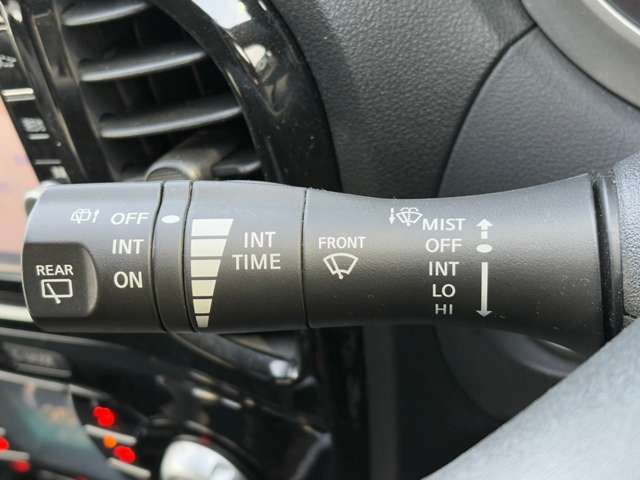 OFF
INT
ON
REAR
INT
TIME
FRONT
MIST
OFF
INT
LO
HI